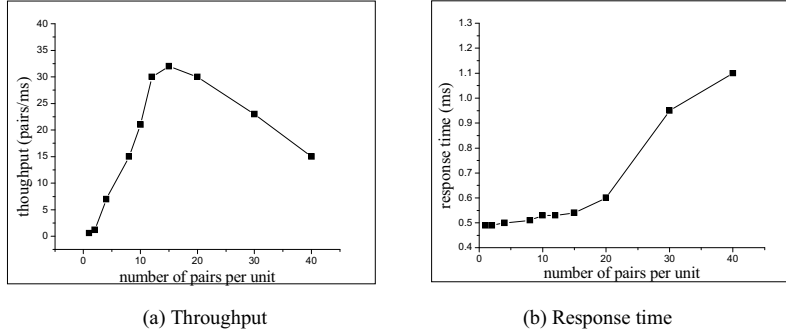 40
35
30
25
20
15
10
5
0
thoughput (pairs/ms)
0 10 20 30 40
number of pairs per unit
(a) Throughput
1.3
1.2
1.1
1.0
0.9
0.8
0.7
0.6
0.5
0.4
response time (ms)
0 10 20 30 40
number of pairs per unit
(b) Response time